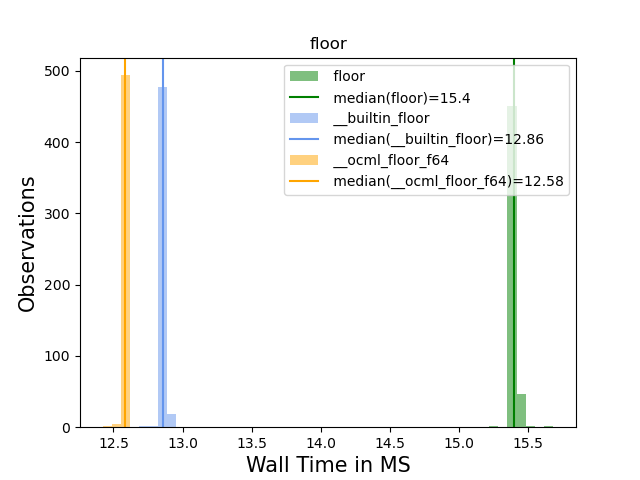 floor
floor
median(floor)=15.4
__builtin_floor
median(__builtin_floor)=12.86
__ocml_floor_f64
median(__ocml_floor_f64)=12.58
Observations
500
400
300
200
100
0
12.5 13.0 13.5 14.0 14.5 15.0 15.5
Wall Time in MS